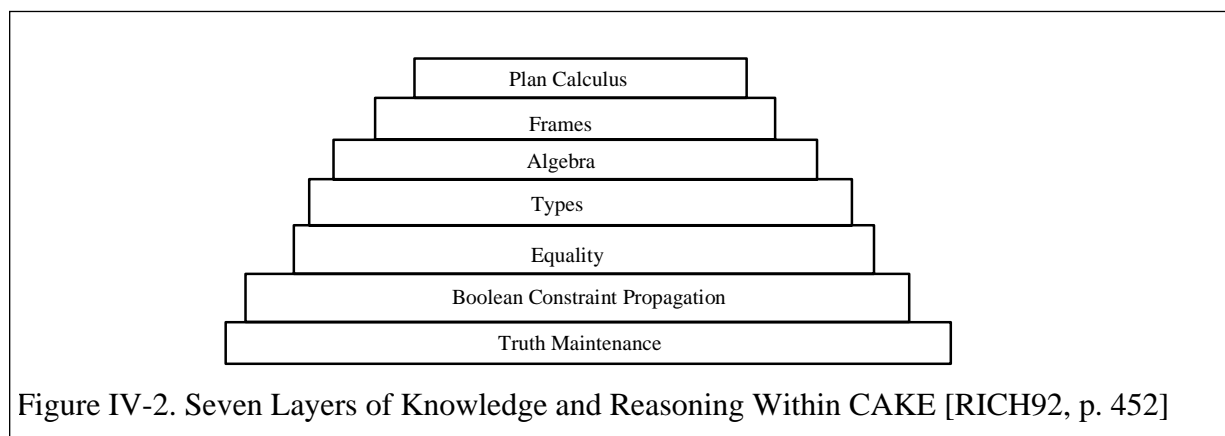 Plan Calculus
Frames
Algebra
Types
Equality
Boolean Constraint Propagation
Truth Maintenance
Figure IV-2. Seven Layers of Knowledge and Reasoning Within CAKE [RICH92, p. 452]